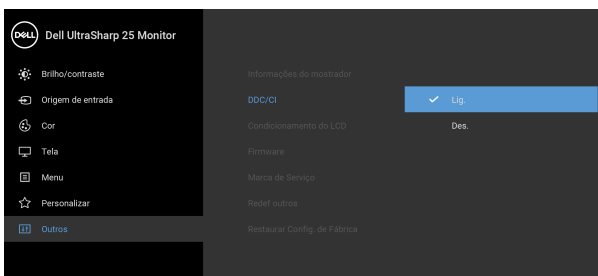 DELL Dell UltraSharp 25 Monitor
Brilho/contraste Informações do mostrador
Origem de entrada DDC/CI Lig.
Cor Condicionamento do LCD Des.
Tela Firmware
Menu Marca de Serviço
Personalizar Redef outros
Outros Restaurar Config. de Fábrica